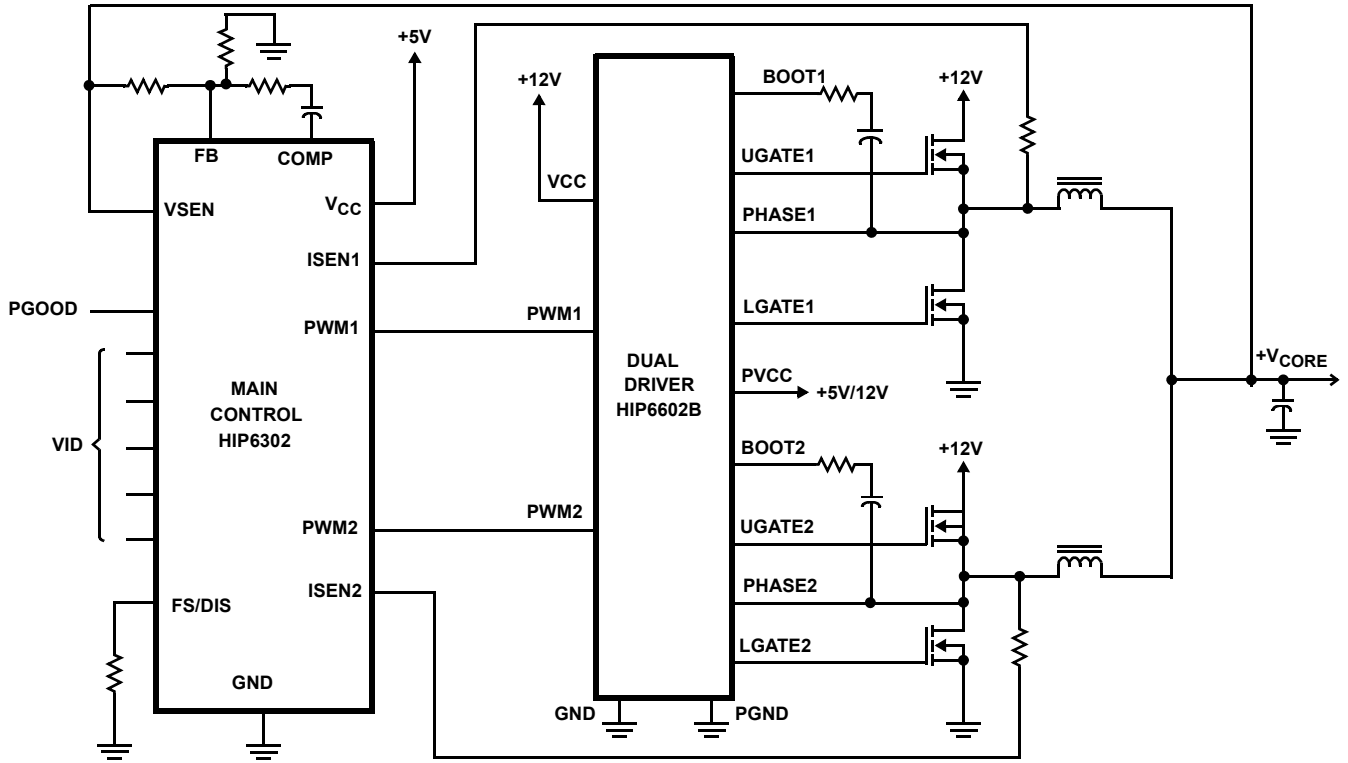 +5V
+12V
BOOT1
+12V
FB
COMP
UGATE1
VCC
VCC
VSEN
PHASE1
ISEN1
PGOOD
PWM1
PWM1
LGATE1
DUAL
DRIVER
HIP6602B
PVCC
+5V/12V
+VCORE
MAIN
CONTROL
HIP6302
VID
BOOT2
+12V
PWM2
PWM2
UGATE2
FS/DIS
ISEN2
PHASE2
LGATE2
GND
GND
PGND